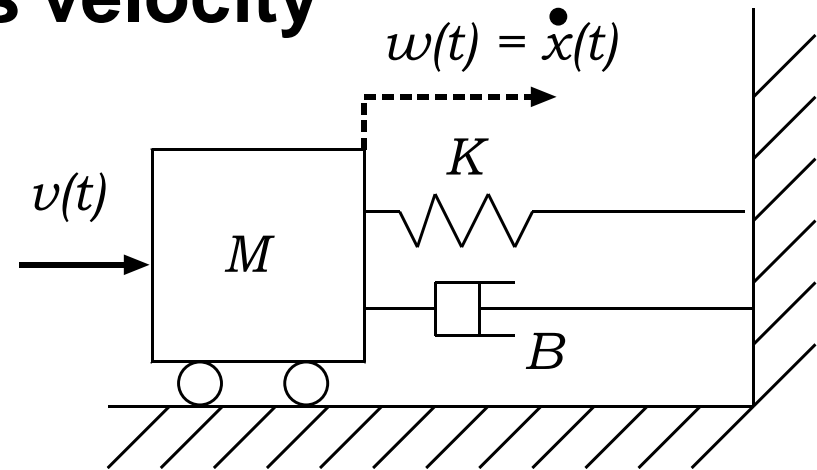 s velocity
w(t) = ẋ(t)
K
v(t)
M
B